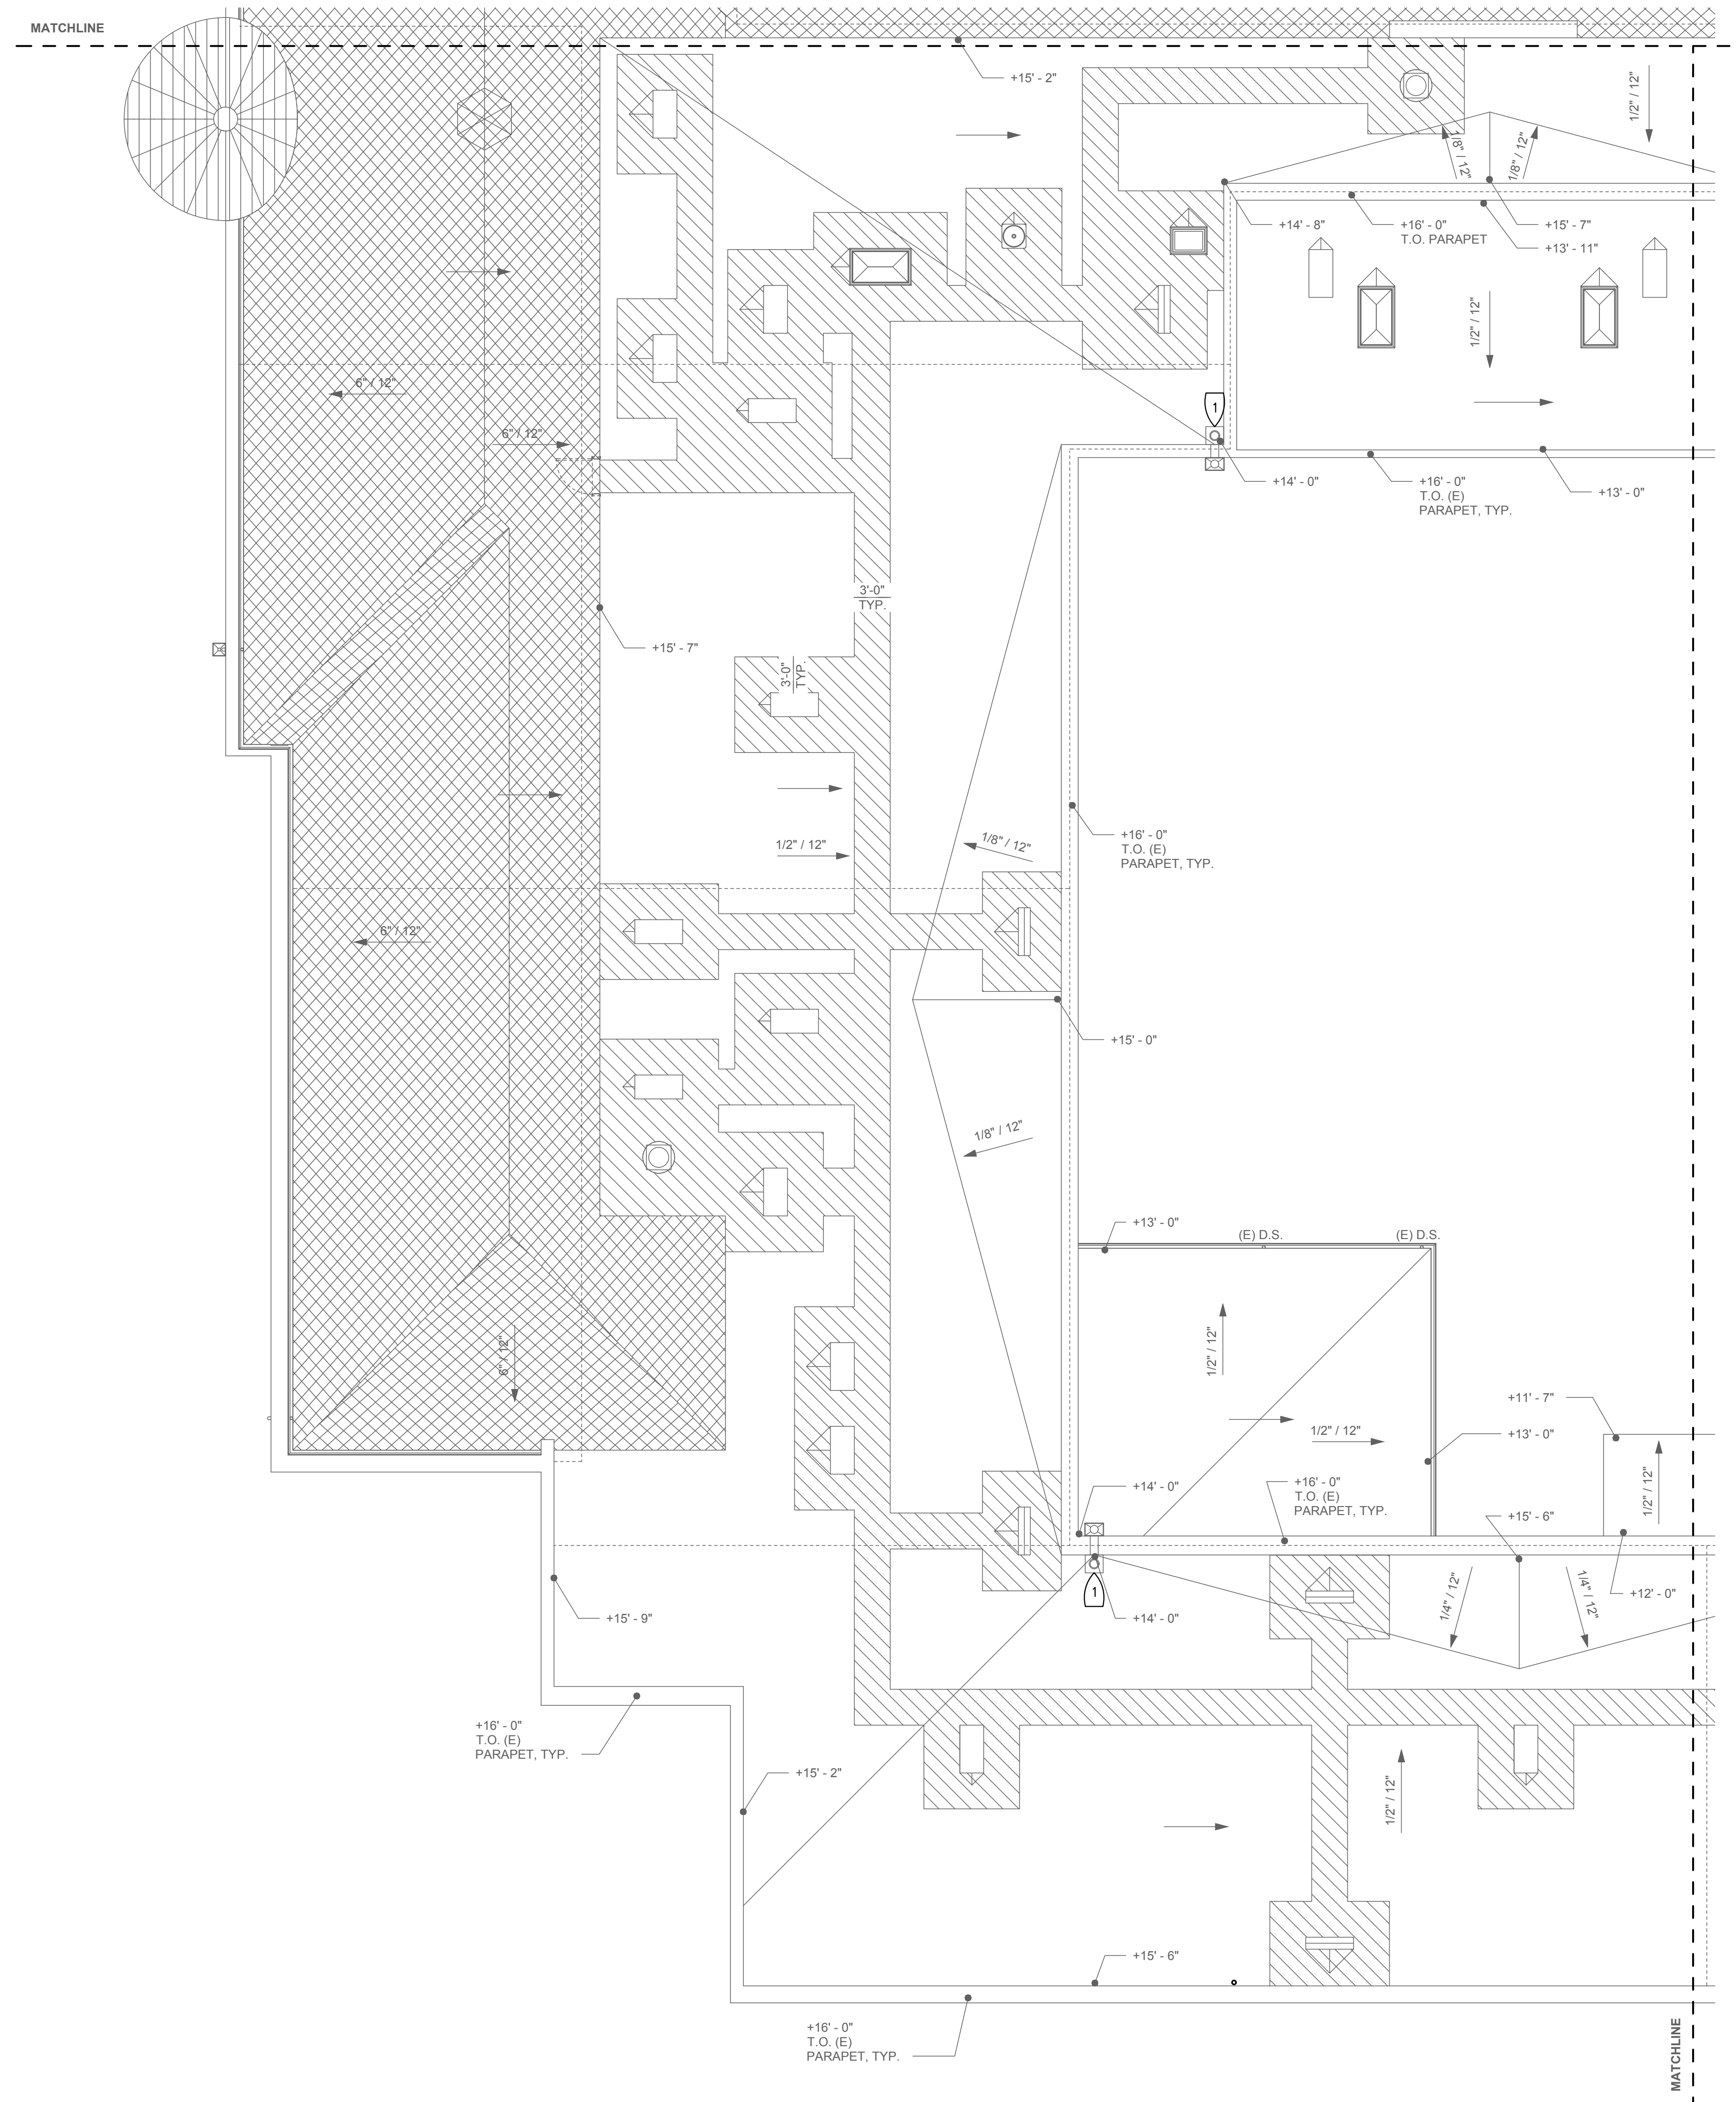 MATCHLINE
+15' - 2"
1/2" / 12"
1/8" / 12"
1/8" / 12"
+14' - 8"
+16' - 0"
T.O. PARAPET
+15' - 7"
+13' - 11"
1/2" / 12"
6" / 12"
6" / 12"
1
+14' - 0"
+16' - 0"
T.O. (E)
PARAPET, TYP.
+13' - 0"
3'-0"
TYP.
+15' - 7"
3'-0"
TYP.
1/2" / 12"
1/8" / 12"
+16' - 0"
T.O. (E)
PARAPET, TYP.
6" / 12"
+15' - 0"
1/8" / 12"
+13' - 0"
(E) D.S.
(E) D.S.
6" / 12"
1/2" / 12"
+11' - 7"
1/2" / 12"
+13' - 0"
+14' - 0"
+16' - 0"
T.O. (E)
PARAPET, TYP.
1/2" / 12"
+15' - 6"
1
1/4" / 12"
1/4" / 12"
+12' - 0"
+15' - 9"
+14' - 0"
+16' - 0"
T.O. (E)
PARAPET, TYP.
+15' - 2"
1/2" / 12"
+15' - 6"
+16' - 0"
T.O. (E)
PARAPET, TYP.
MATCHLINE